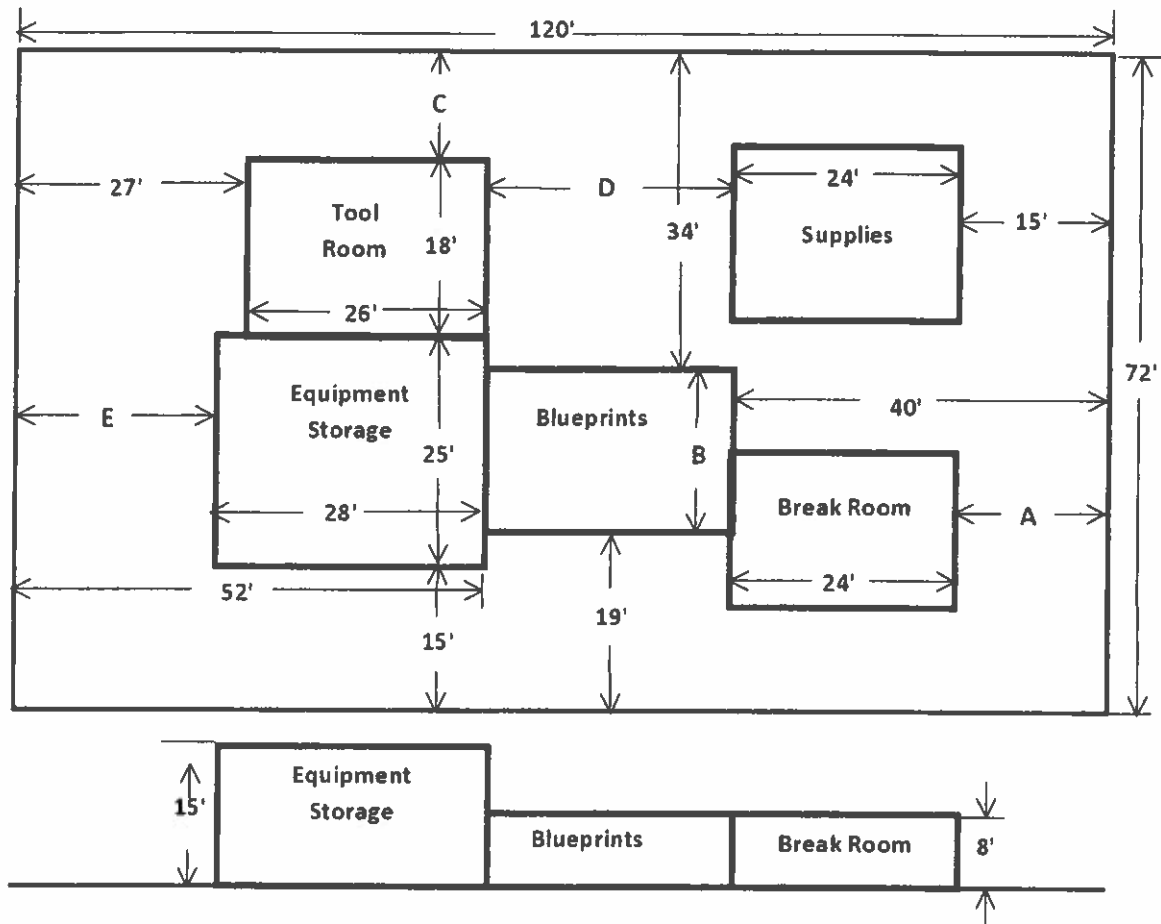 120'
C
27'
Tool
Room
18'
26'
D
34'
24'
Supplies
15'
72'
Equipment
Storage
E
25'
28'
Blueprints
B
40'
Break Room
A
24'
52'
15'
19'
Equipment
Storage
15'
Blueprints
Break Room
8'